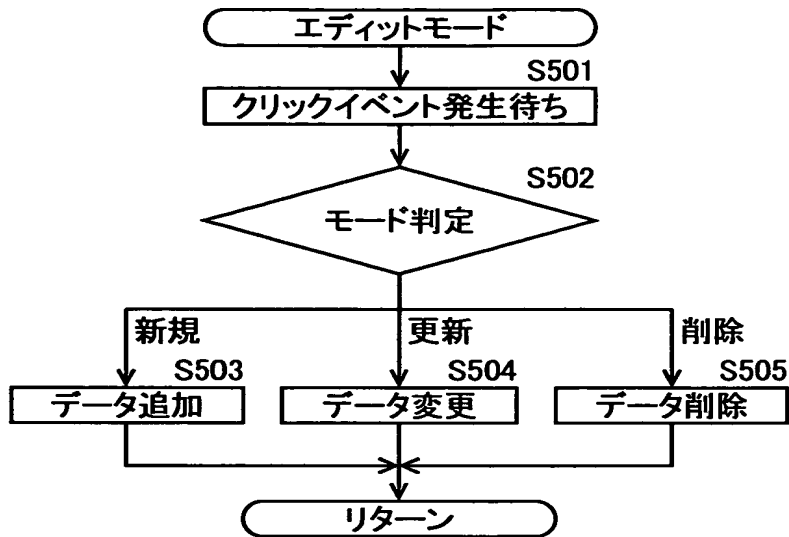 エディットモード
S501
クリックイベント発生待ち
S502
モード判定
新規
更新
削除
S503
S504
S505
データ追加
データ変更
データ削除
リターン